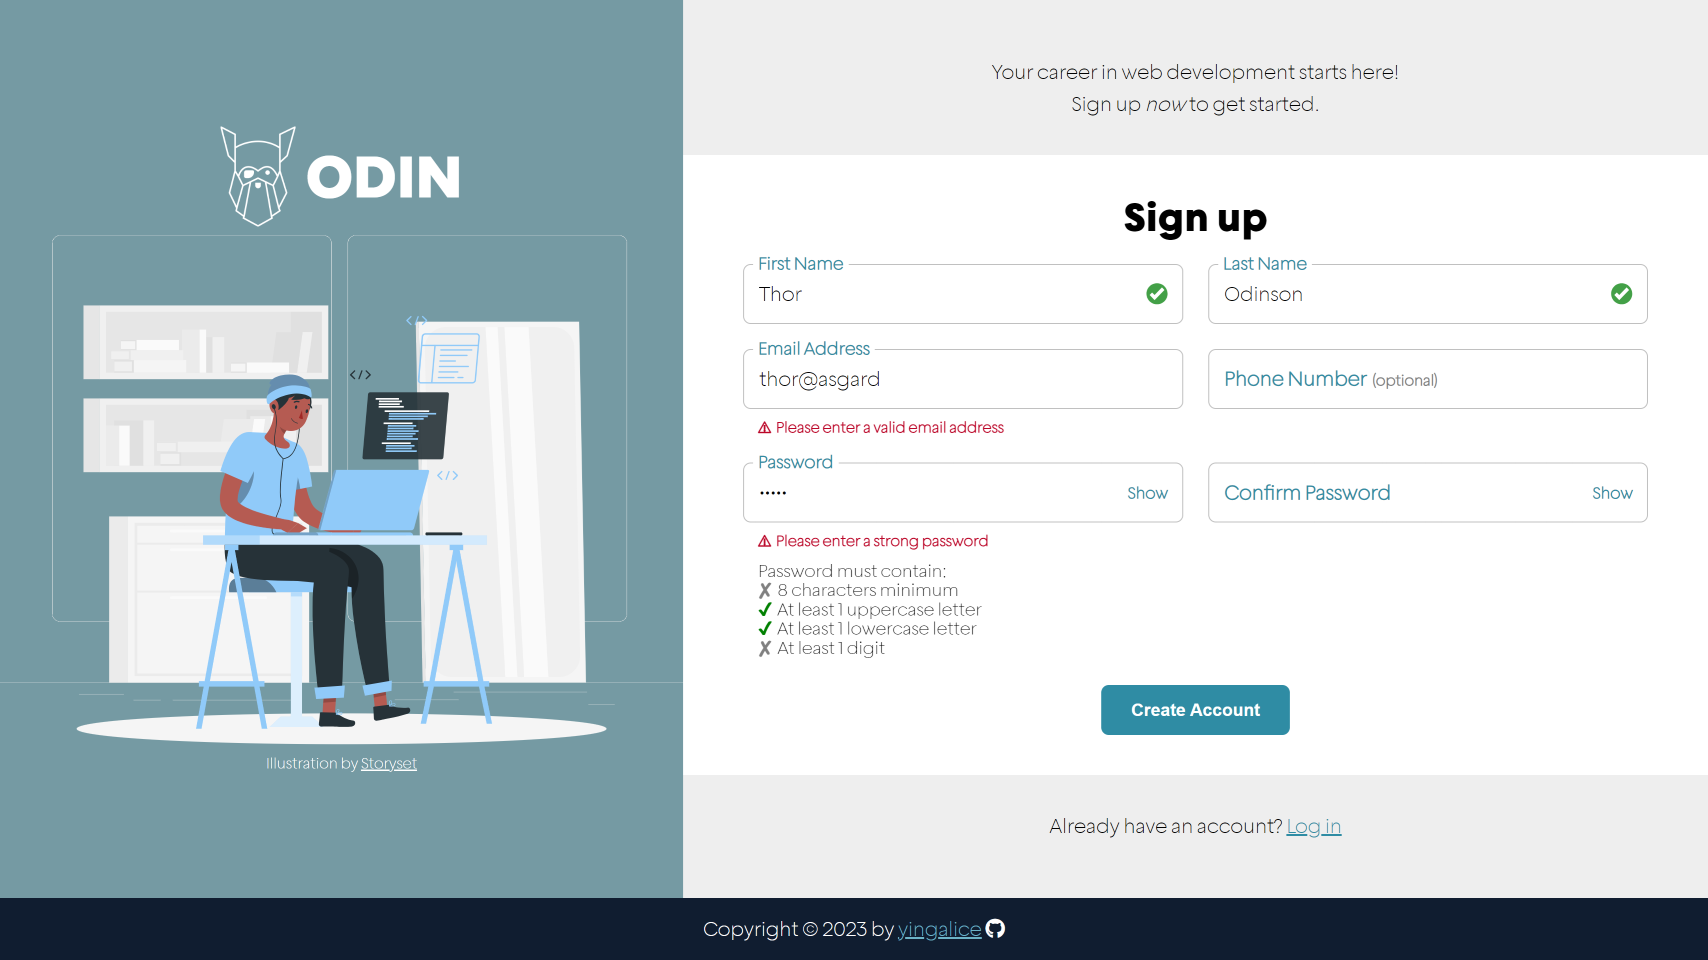 ODIN
</>
</>
</>
Illustration by Storyset
Your career in web development starts here!
Sign up now to get started.
Sign up
First Name
Thor
Last Name
Odinson
Email Address
thor@asgard
Phone Number (optional)
⚠ Please enter a valid email address
Password
•••••
Show
Confirm Password
Show
⚠ Please enter a strong password
Password must contain:
✘ 8 characters minimum
✔ At least 1 uppercase letter
✔ At least 1 lowercase letter
✘ At least 1 digit
Create Account
Already have an account? Log in
Copyright © 2023 by yingalice